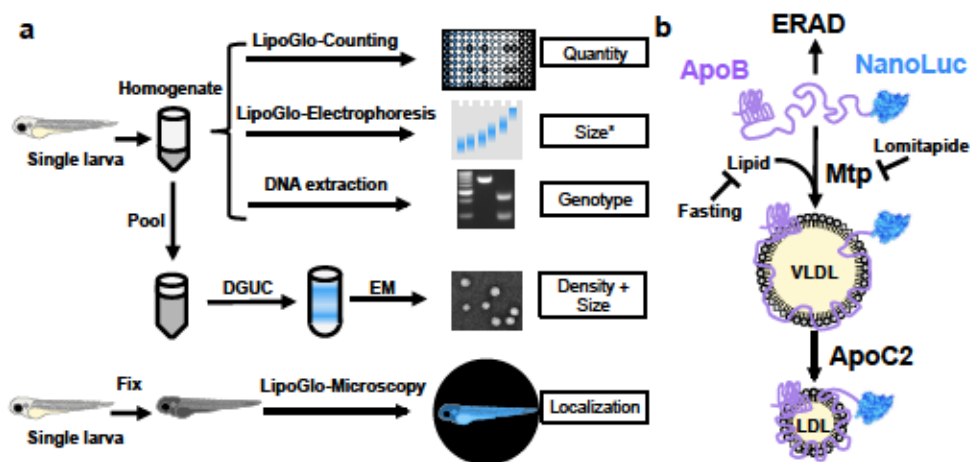 a
LipoGlo-Counting
Quantity
Homogenate
LipoGlo-Electrophoresis
Size*
Single larva
DNA extraction
Genotype
Pool
DGUC
EM
Density +
Size
Fix
LipoGlo-Microscopy
Localization
Single larva
b
ERAD
ApoB
NanoLuc
Lomitapide
Lipid
Mtp
Fasting
VLDL
ApoC2
LDL